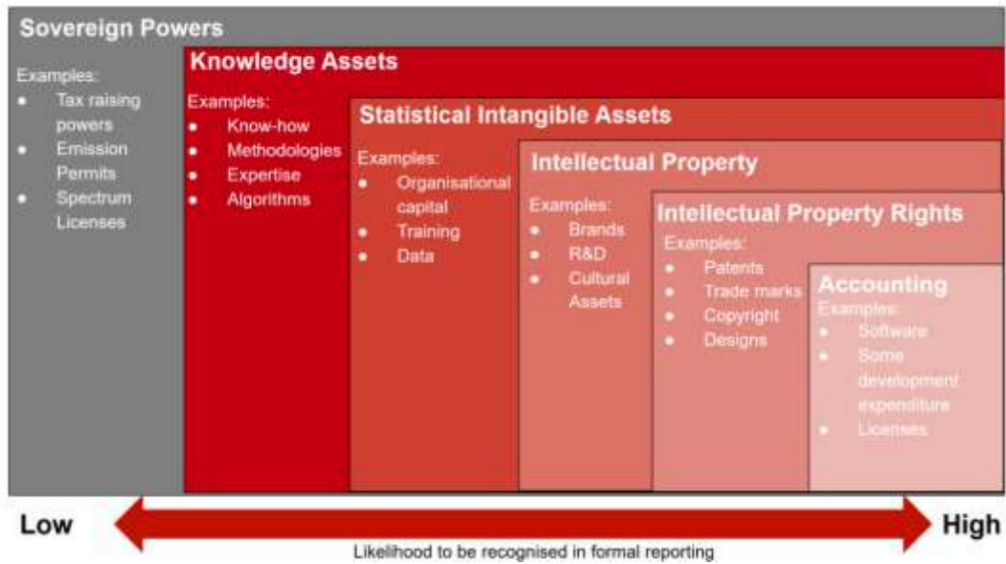 Sovereign Powers
Examples:
● Tax raising
powers
● Emission
Permits
● Spectrum
Licenses
Knowledge Assets
Examples:
● Know-how
● Methodologies
● Expertise
● Algorithms
Statistical Intangible Assets
Examples:
● Organisational
capital
● Training
● Data
Intellectual Property
Examples:
● Brands
● R&D
● Cultural
Assets
Intellectual Property Rights
Examples:
● Patents
● Trade marks
● Copyright
● Designs
Accounting
Examples:
● Software
● Some
development
expenditure
● Licenses
Low
High
Likelihood to be recognised in formal reporting